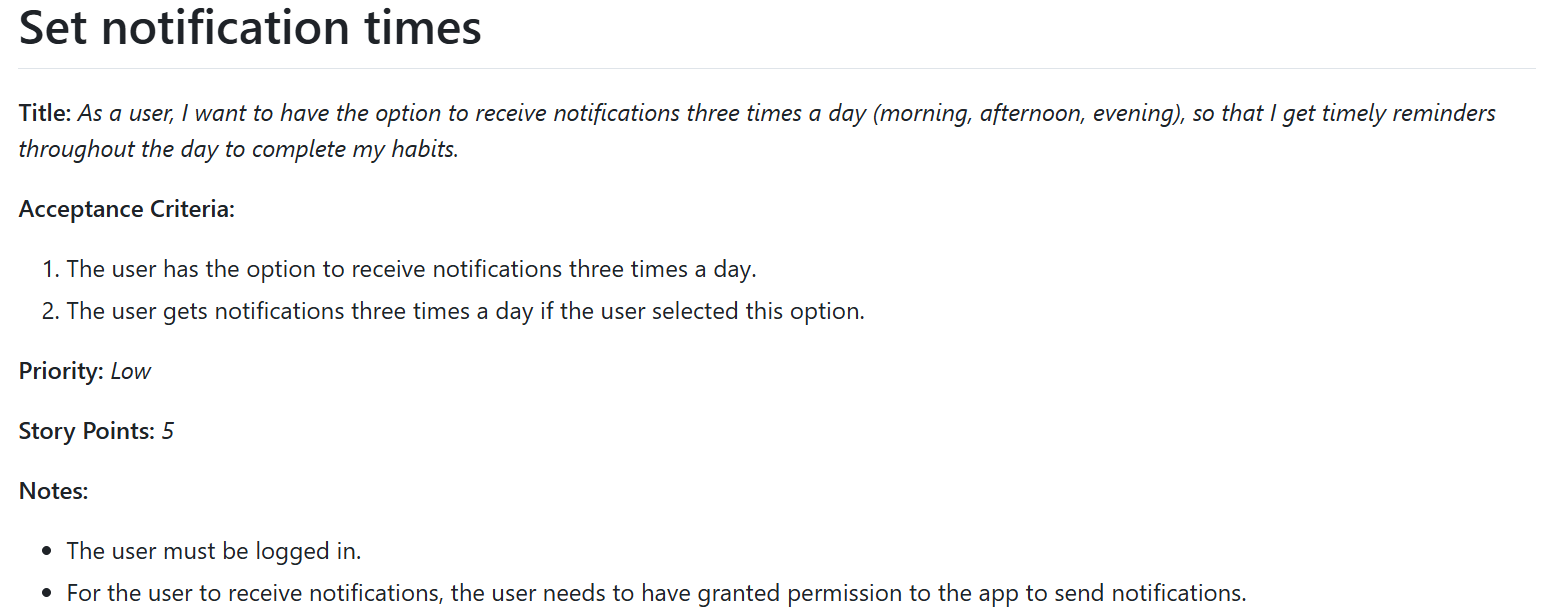 Set notification times
Title: As a user, I want to have the option to receive notifications three times a day (morning, afternoon, evening), so that I get timely reminders
throughout the day to complete my habits.
Acceptance Criteria:
1. The user has the option to receive notifications three times a day.
2. The user gets notifications three times a day if the user selected this option.
Priority: Low
Story Points: 5
Notes:
• The user must be logged in.
• For the user to receive notifications, the user needs to have granted permission to the app to send notifications.